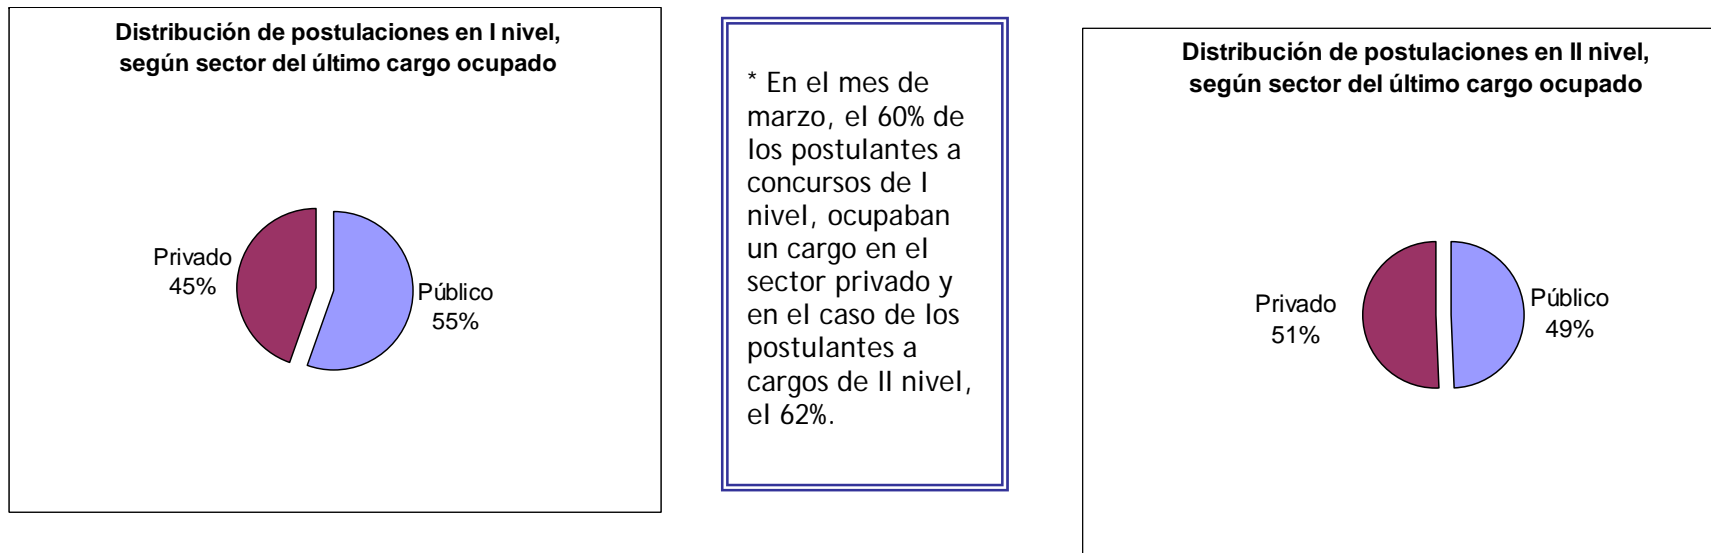 Distribución de postulaciones en I nivel,
según sector del último cargo ocupado
Privado
45%
Público
55%
* En el mes de
marzo, el 60% de
los postulantes a
concursos de I
nivel, ocupaban
un cargo en el
sector privado y
en el caso de los
postulantes a
cargos de II nivel,
el 62%.
Distribución de postulaciones en II nivel,
según sector del último cargo ocupado
Privado
51%
Público
49%